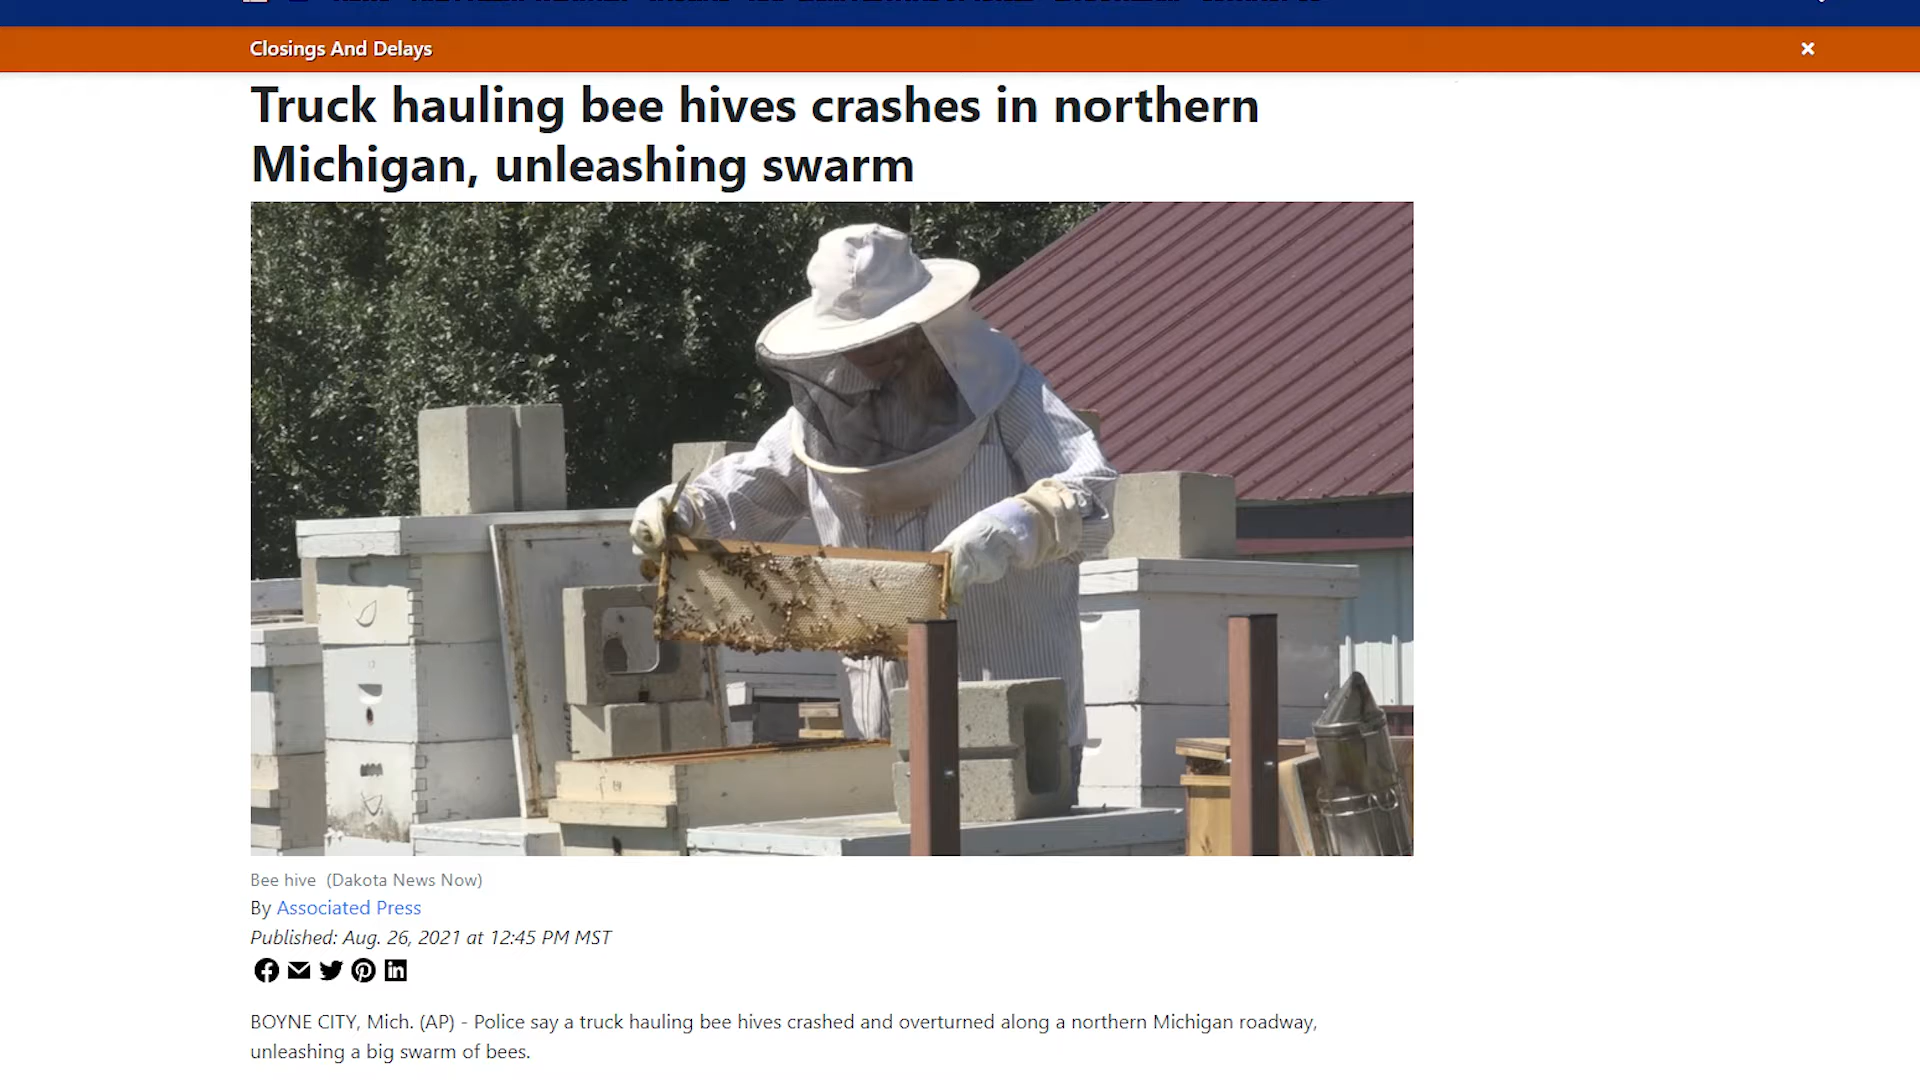 Closings And Delays
Truck hauling bee hives crashes in northern
Michigan, unleashing swarm
Bee hive (Dakota News Now)
By Associated Press
Published: Aug. 26, 2021 at 12:45 PM MST
BOYNE CITY, Mich. (AP) - Police say a truck hauling bee hives crashed and overturned along a northern Michigan roadway,
unleashing a big swarm of bees.